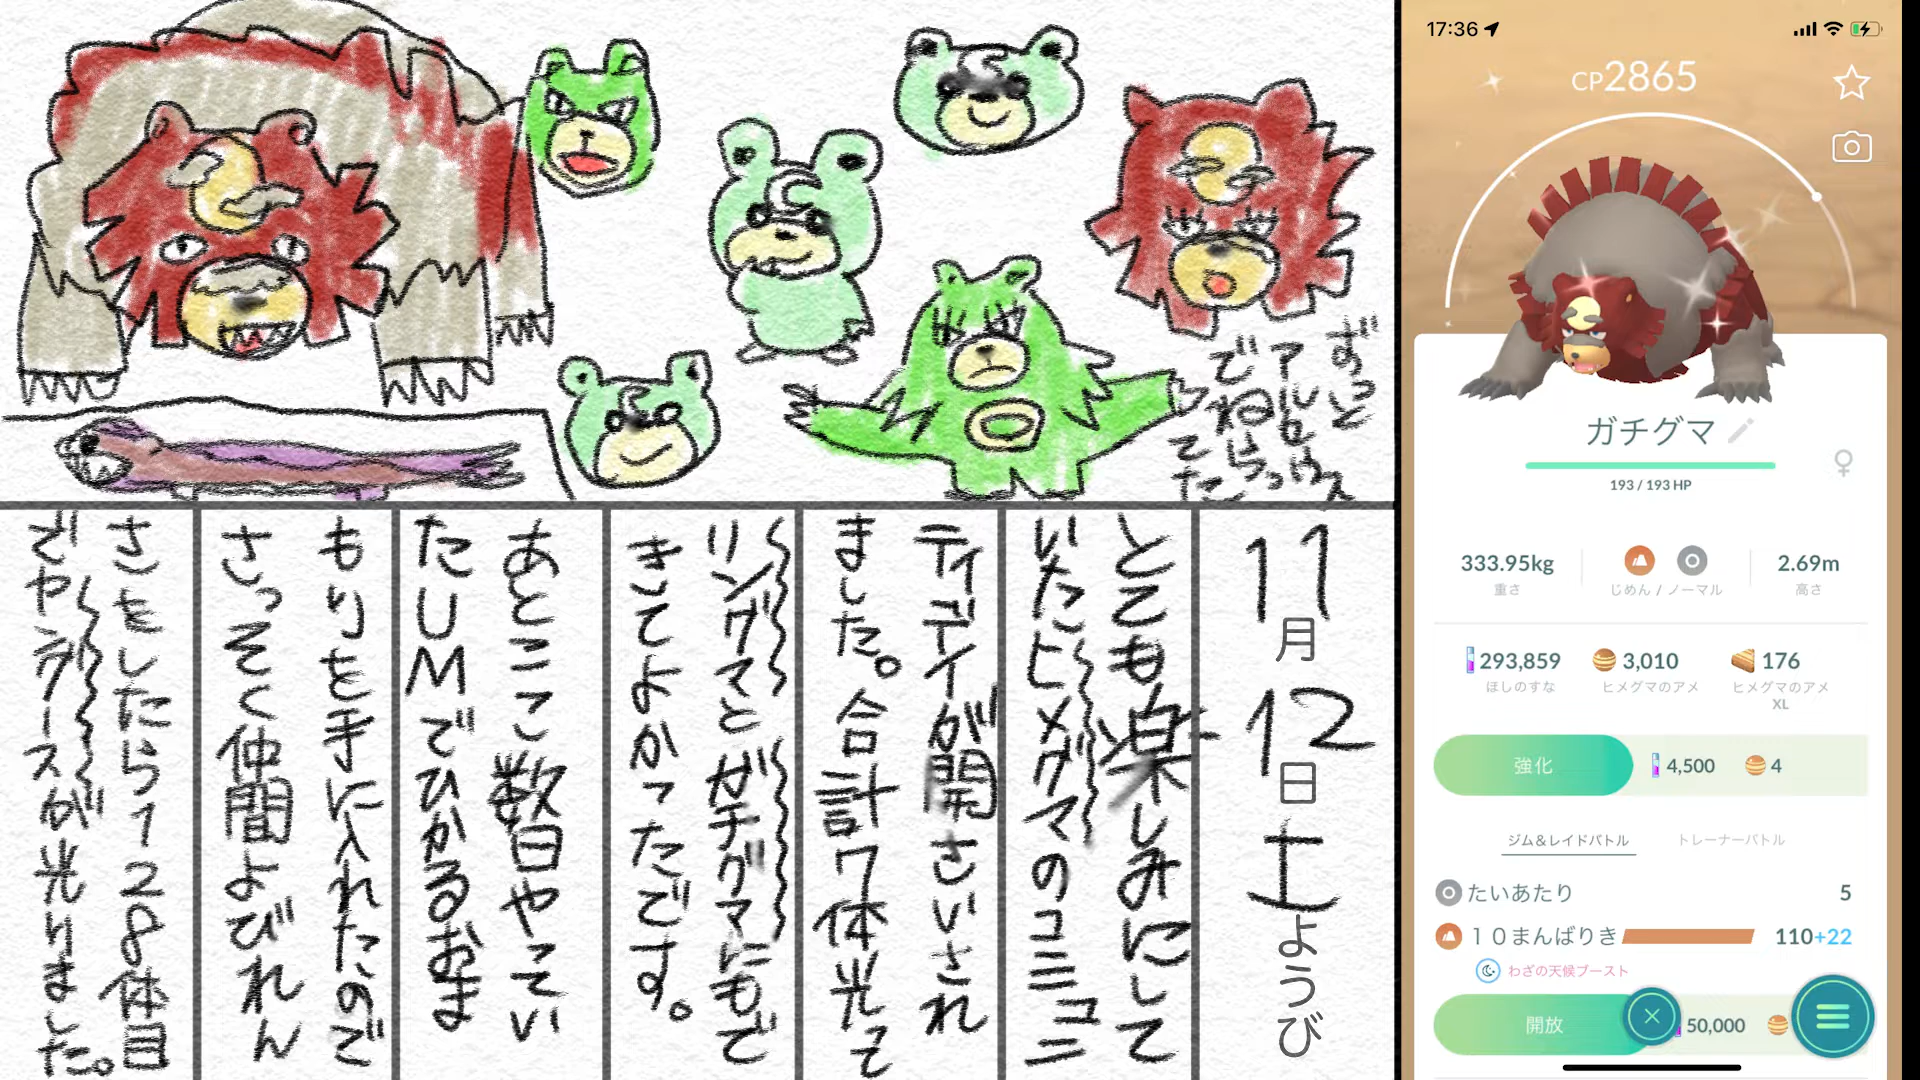 ずっと
アルセウス
でねらっ
てた
11月12日土ようび
とても楽しみにして
いたヒメグマのコミュニ
ティデイが開さいされ
ました。合計7体光って
リングマとガチグマにもで
きてよかったです。
あとここ数日やってい
たUMでひかるおま
もりを手に入れたので
さっそく仲間よびれん
さをしたら128体目
でヤングースが光りました。
17:36
CP2865
ガチグマ
193 / 193 HP
333.95kg
重さ
じめん / ノーマル
2.69m
高さ
293,859
ほしのすな
3,010
ヒメグマのアメ
176
ヒメグマのアメ
XL
強化
4,500
4
ジム&レイドバトル
トレーナーバトル
たいあたり
5
10まんばりき
110+22
わざの天候ブースト
開放
50,000